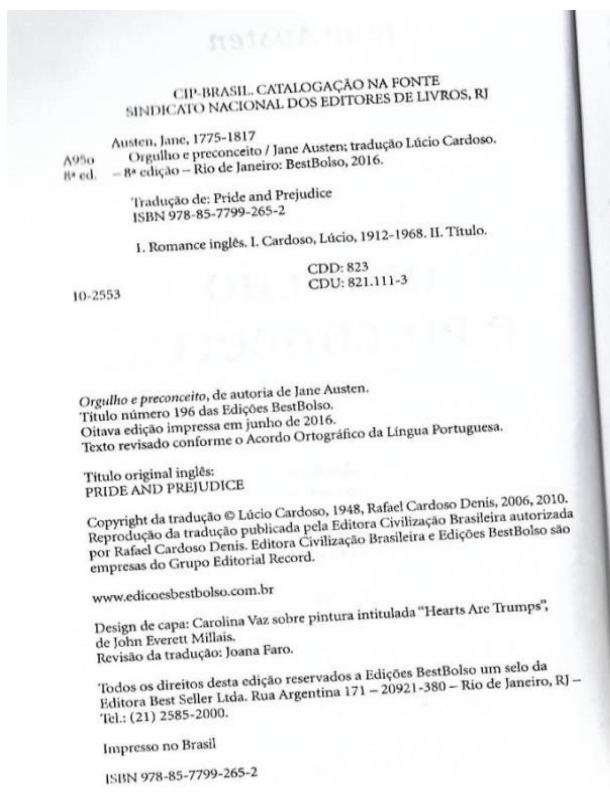 CIP-BRASIL. CATALOGAÇÃO NA FONTE
SINDICATO NACIONAL DOS EDITORES DE LIVROS, RJ
Austen, Jane, 1775-1817
A95o Orgulho e preconceito / Jane Austen; tradução Lúcio Cardoso.
8ª ed. – 8ª edição – Rio de Janeiro: BestBolso, 2016.
Tradução de: Pride and Prejudice
ISBN 978-85-7799-265-2
1. Romance inglês. I. Cardoso, Lúcio, 1912-1968. II. Título.
CDD: 823
10-2553 CDU: 821.111-3
Orgulho e preconceito, de autoria de Jane Austen.
Título número 196 das Edições BestBolso.
Oitava edição impressa em junho de 2016.
Texto revisado conforme o Acordo Ortográfico da Língua Portuguesa.
Título original inglês:
PRIDE AND PREJUDICE
Copyright da tradução © Lúcio Cardoso, 1948, Rafael Cardoso Denis, 2006, 2010.
Reprodução da tradução publicada pela Editora Civilização Brasileira autorizada
por Rafael Cardoso Denis. Editora Civilização Brasileira e Edições BestBolso são
empresas do Grupo Editorial Record.
www.edicoesbestbolso.com.br
Design de capa: Carolina Vaz sobre pintura intitulada “Hearts Are Trumps”,
de John Everett Millais.
Revisão da tradução: Joana Faro.
Todos os direitos desta edição reservados a Edições BestBolso um selo da
Editora Best Seller Ltda. Rua Argentina 171 – 20921-380 – Rio de Janeiro, RJ –
Tel.: (21) 2585-2000.
Impresso no Brasil
ISBN 978-85-7799-265-2